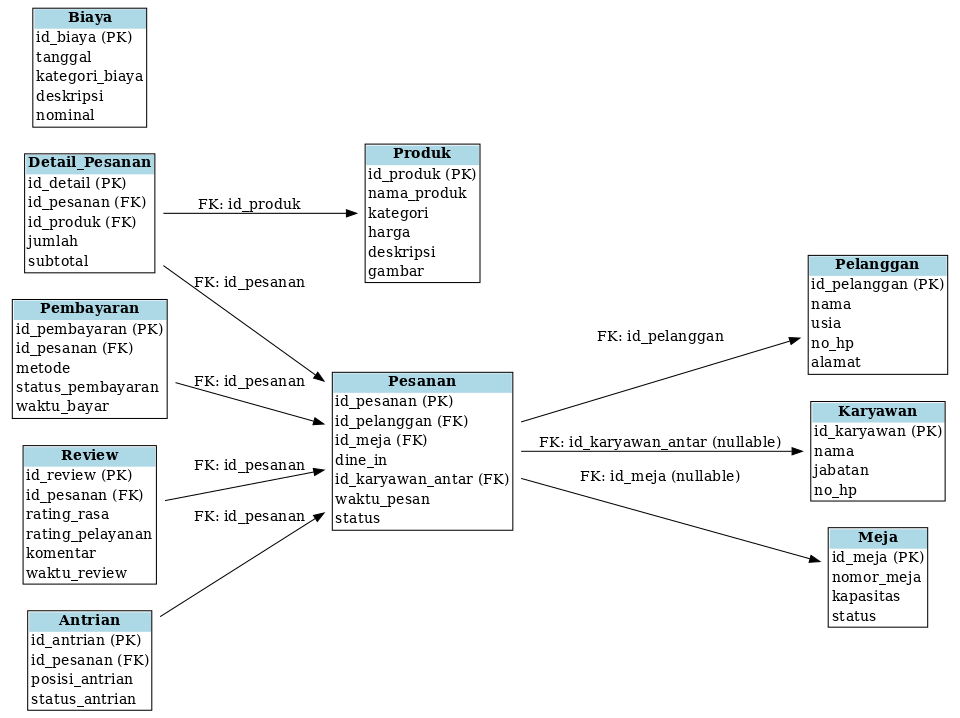 Biaya
id_biaya (PK)
tanggal
kategori_biaya
deskripsi
nominal
Detail_Pesanan
id_detail (PK)
id_pesanan (FK)
id_produk (FK)
jumlah
subtotal
Pembayaran
id_pembayaran (PK)
id_pesanan (FK)
metode
status_pembayaran
waktu_bayar
Review
id_review (PK)
id_pesanan (FK)
rating_rasa
rating_pelayanan
komentar
waktu_review
Antrian
id_antrian (PK)
id_pesanan (FK)
posisi_antrian
status_antrian
FK: id_produk
FK: id_pesanan
FK: id_pesanan
FK: id_pesanan
FK: id_pesanan
Produk
id_produk (PK)
nama_produk
kategori
harga
deskripsi
gambar
Pesanan
id_pesanan (PK)
id_pelanggan (FK)
id_meja (FK)
dine_in
id_karyawan_antar (FK)
waktu_pesan
status
FK: id_pelanggan
FK: id_karyawan_antar (nullable)
FK: id_meja (nullable)
Pelanggan
id_pelanggan (PK)
nama
usia
no_hp
alamat
Karyawan
id_karyawan (PK)
nama
jabatan
no_hp
Meja
id_meja (PK)
nomor_meja
kapasitas
status